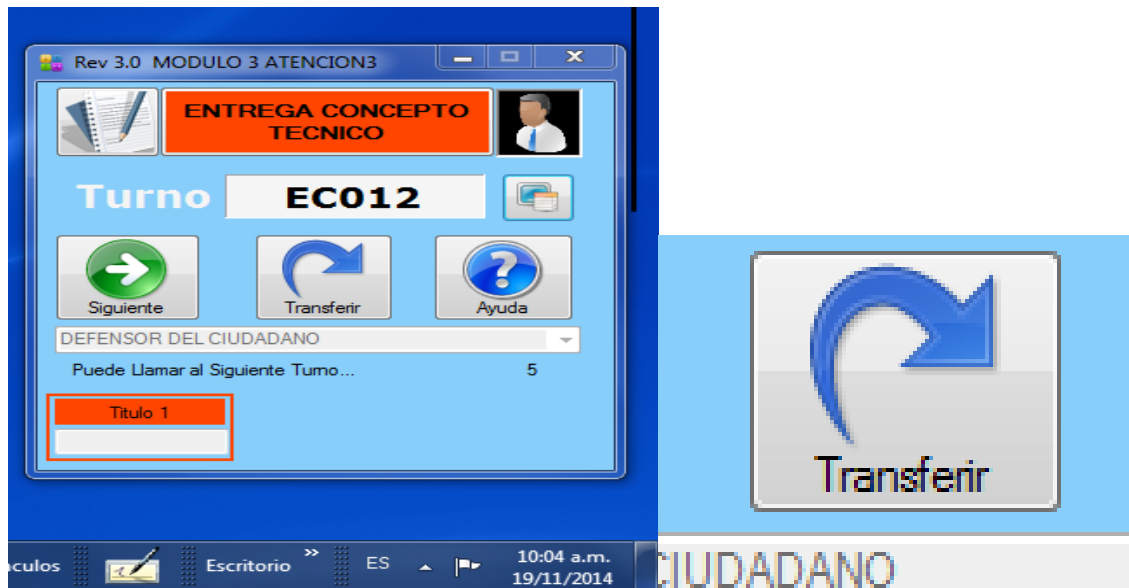 Rev 3.0 MODULO 3 ATENCION3
ENTREGA CONCEPTO
TECNICO
Turno EC012
Siguiente Transferir Ayuda
DEFENSOR DEL CIUDADANO
Puede Llamar al Siguiente Turno... 5
Titulo 1
culos Escritorio » ES 10:04 a.m.
19/11/2014
Transferir
CIUDADANO